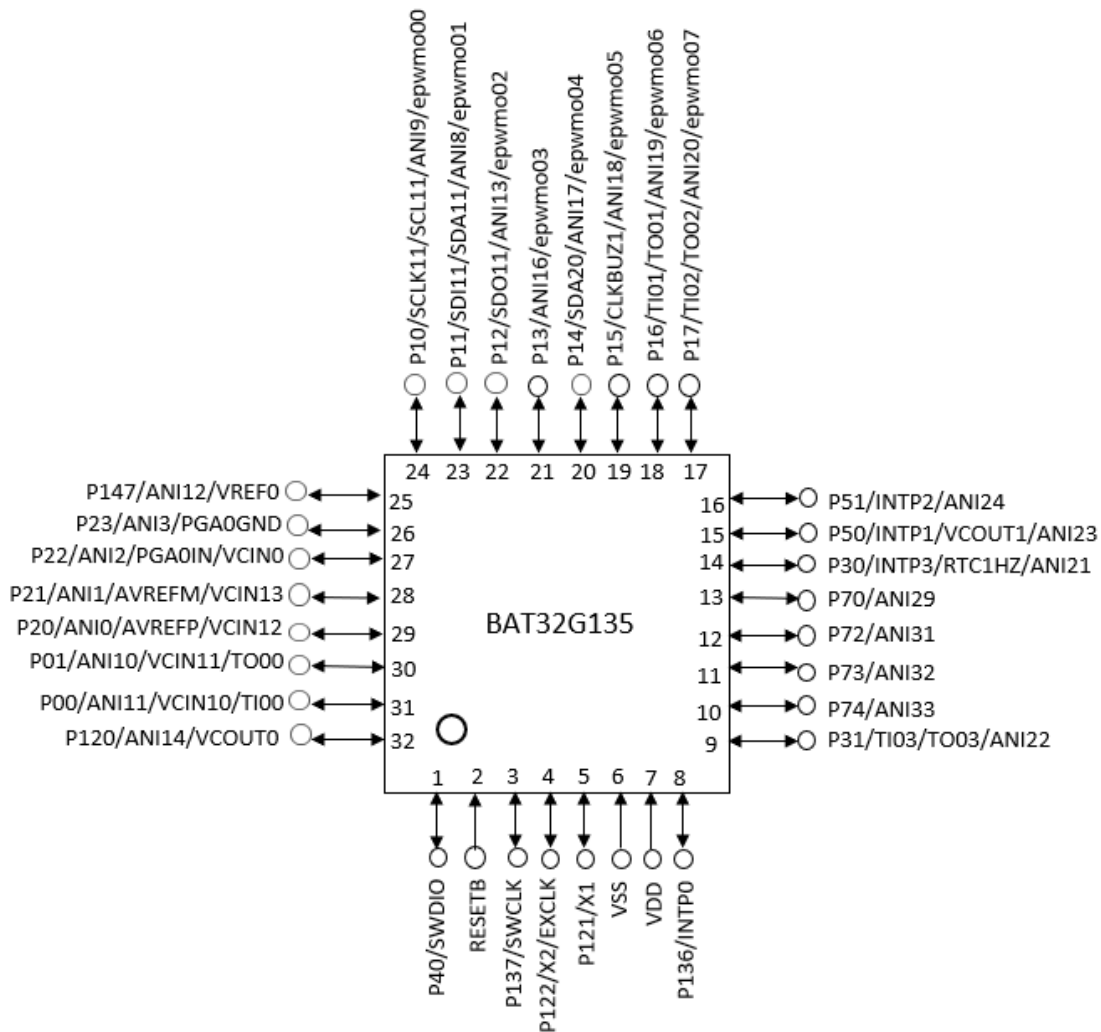 P10/SCLK11/SCL11/ANI9/epwmo00
P11/SDI11/SDA11/ANI8/epwmo01
P12/SDO11/ANI13/epwmo02
P13/ANI16/epwmo03
P14/SDA20/ANI17/epwmo04
P15/CLKBUZ1/ANI18/epwmo05
P16/TI01/TO01/ANI19/epwmo06
P17/TI02/TO02/ANI20/epwmo07
24 23 22 21 20 19 18 17
P147/ANI12/VREF0 25
P23/ANI3/PGA0GND 26
P22/ANI2/PGA0IN/VCIN0 27
P21/ANI1/AVREFM/VCIN13 28
P20/ANI0/AVREFP/VCIN12 29
P01/ANI10/VCIN11/TO00 30
P00/ANI11/VCIN10/TI00 31
P120/ANI14/VCOUT0 32
BAT32G135
16 P51/INTP2/ANI24
15 P50/INTP1/VCOUT1/ANI23
14 P30/INTP3/RTC1HZ/ANI21
13 P70/ANI29
12 P72/ANI31
11 P73/ANI32
10 P74/ANI33
9 P31/TI03/TO03/ANI22
1 2 3 4 5 6 7 8
P40/SWDIO
RESETB
P137/SWCLK
P122/X2/EXCLK
P121/X1
VSS
VDD
P136/INTP0